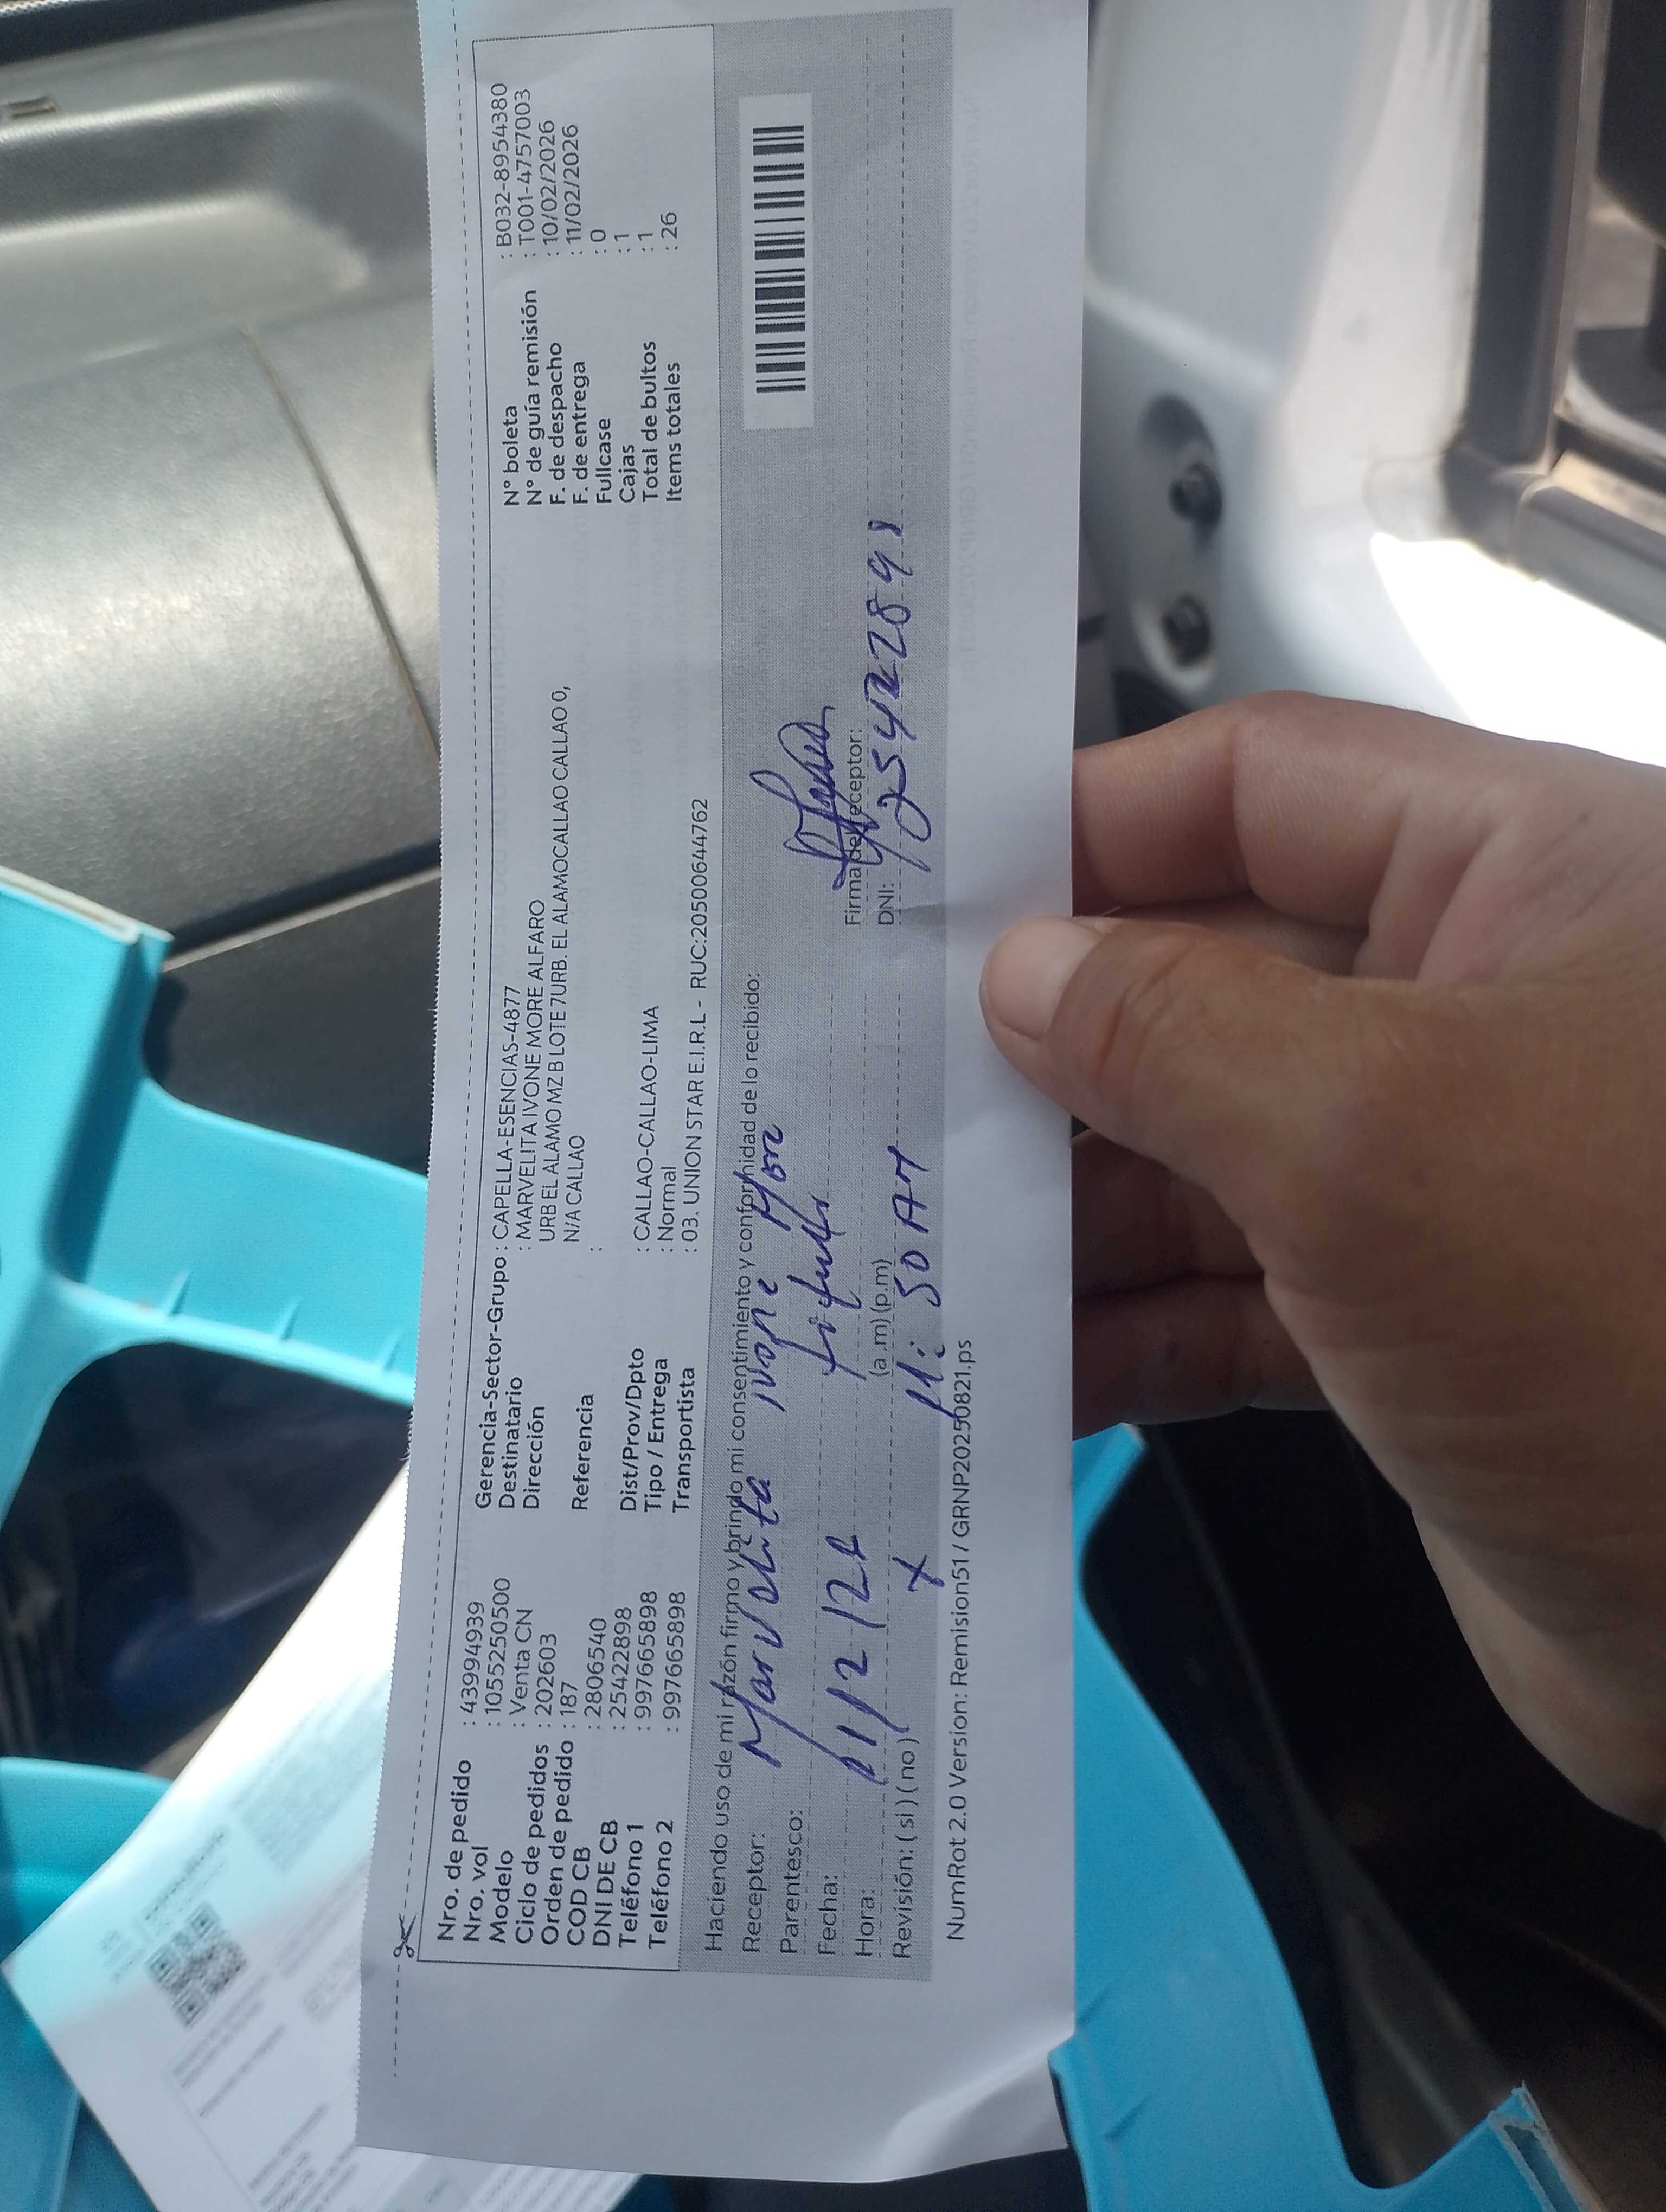 Nro. de pedido : 43994939
Nro. vol : 1055250500
Modelo : Venta CN
Ciclo de pedidos : 202603
Orden de pedido : 187
COD CB : 2806540
DNI DE CB : 25422898
Teléfono 1 : 997665898
Teléfono 2 : 997665898
Gerencia-Sector-Grupo : CAPELLA-ESENCIAS-4877
Destinatario : MARVELITA IVONE MORE ALFARO
Dirección URB EL ALAMO MZ B LOTE 7URB. EL ALAMOCALLAO CALLAO 0,
N/A CALLAO
Referencia :
Dist/Prov/Dpto : CALLAO-CALLAO-LIMA
Tipo / Entrega : Normal
Transportista : 03. UNION STAR E.I.R.L - RUC:20500644762
N° boleta : B032-8954380
N° de guía remisión : T001-4757003
F. de despacho : 10/02/2026
F. de entrega : 11/02/2026
Fullcase : 0
Cajas : 1
Total de bultos : 1
Items totales : 26
Haciendo uso de mi razón firmo y brindo mi consentimiento y conformidad de lo recibido:
Receptor: Marvelita Ivone More
Parentesco: titular
Fecha: 11/2/26
Hora: (a.m) (p.m) 11:50 AM
Revisión: (si) (no) X
Firma del receptor:
DNI:
NumRot 2.0 Version: Remision51 / GRNP20250821.ps